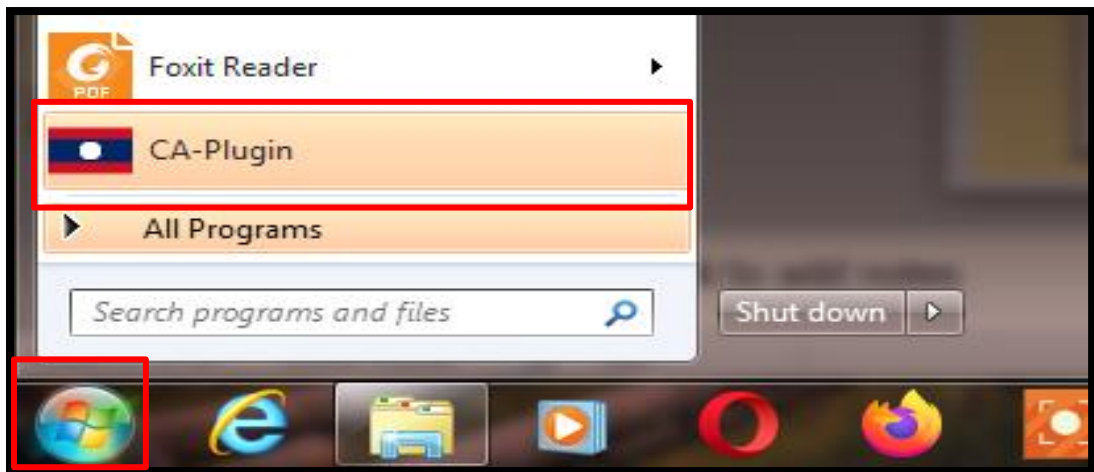 Foxit Reader
PDF
CA-Plugin
All Programs
Search programs and files
Shut down